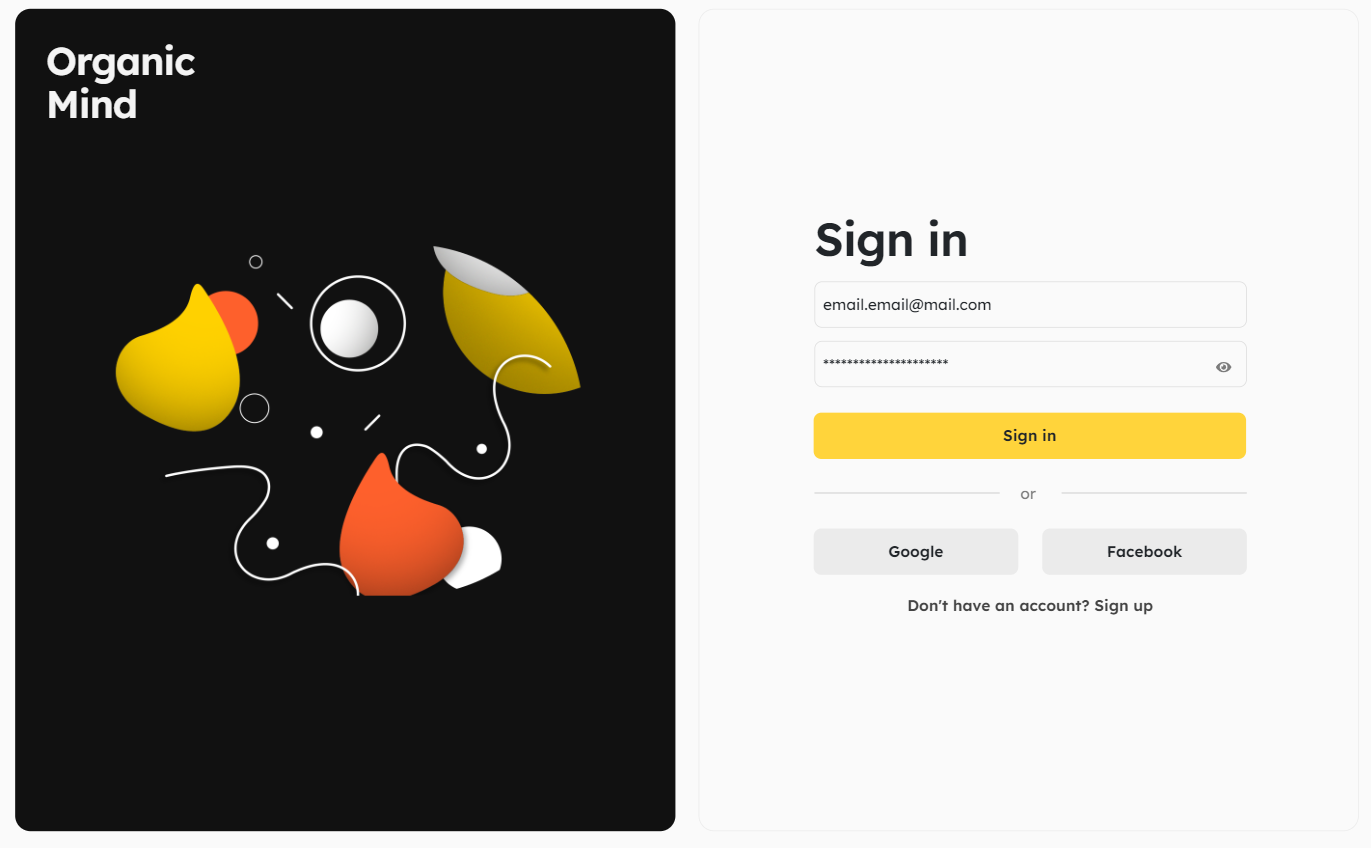 Organic
Mind
Sign in
email.email@mail.com
*********************
Sign in
or
Google
Facebook
Don't have an account? Sign up